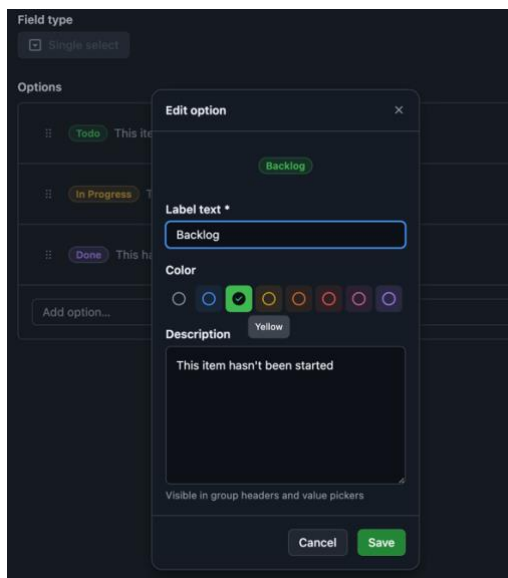 Field type
Single select
Options
Todo This ite
In Progress T
Done This ha
Add option...
Edit option
Backlog
Label text *
Backlog
Color
Yellow
Description
This item hasn't been started
Visible in group headers and value pickers
Cancel Save